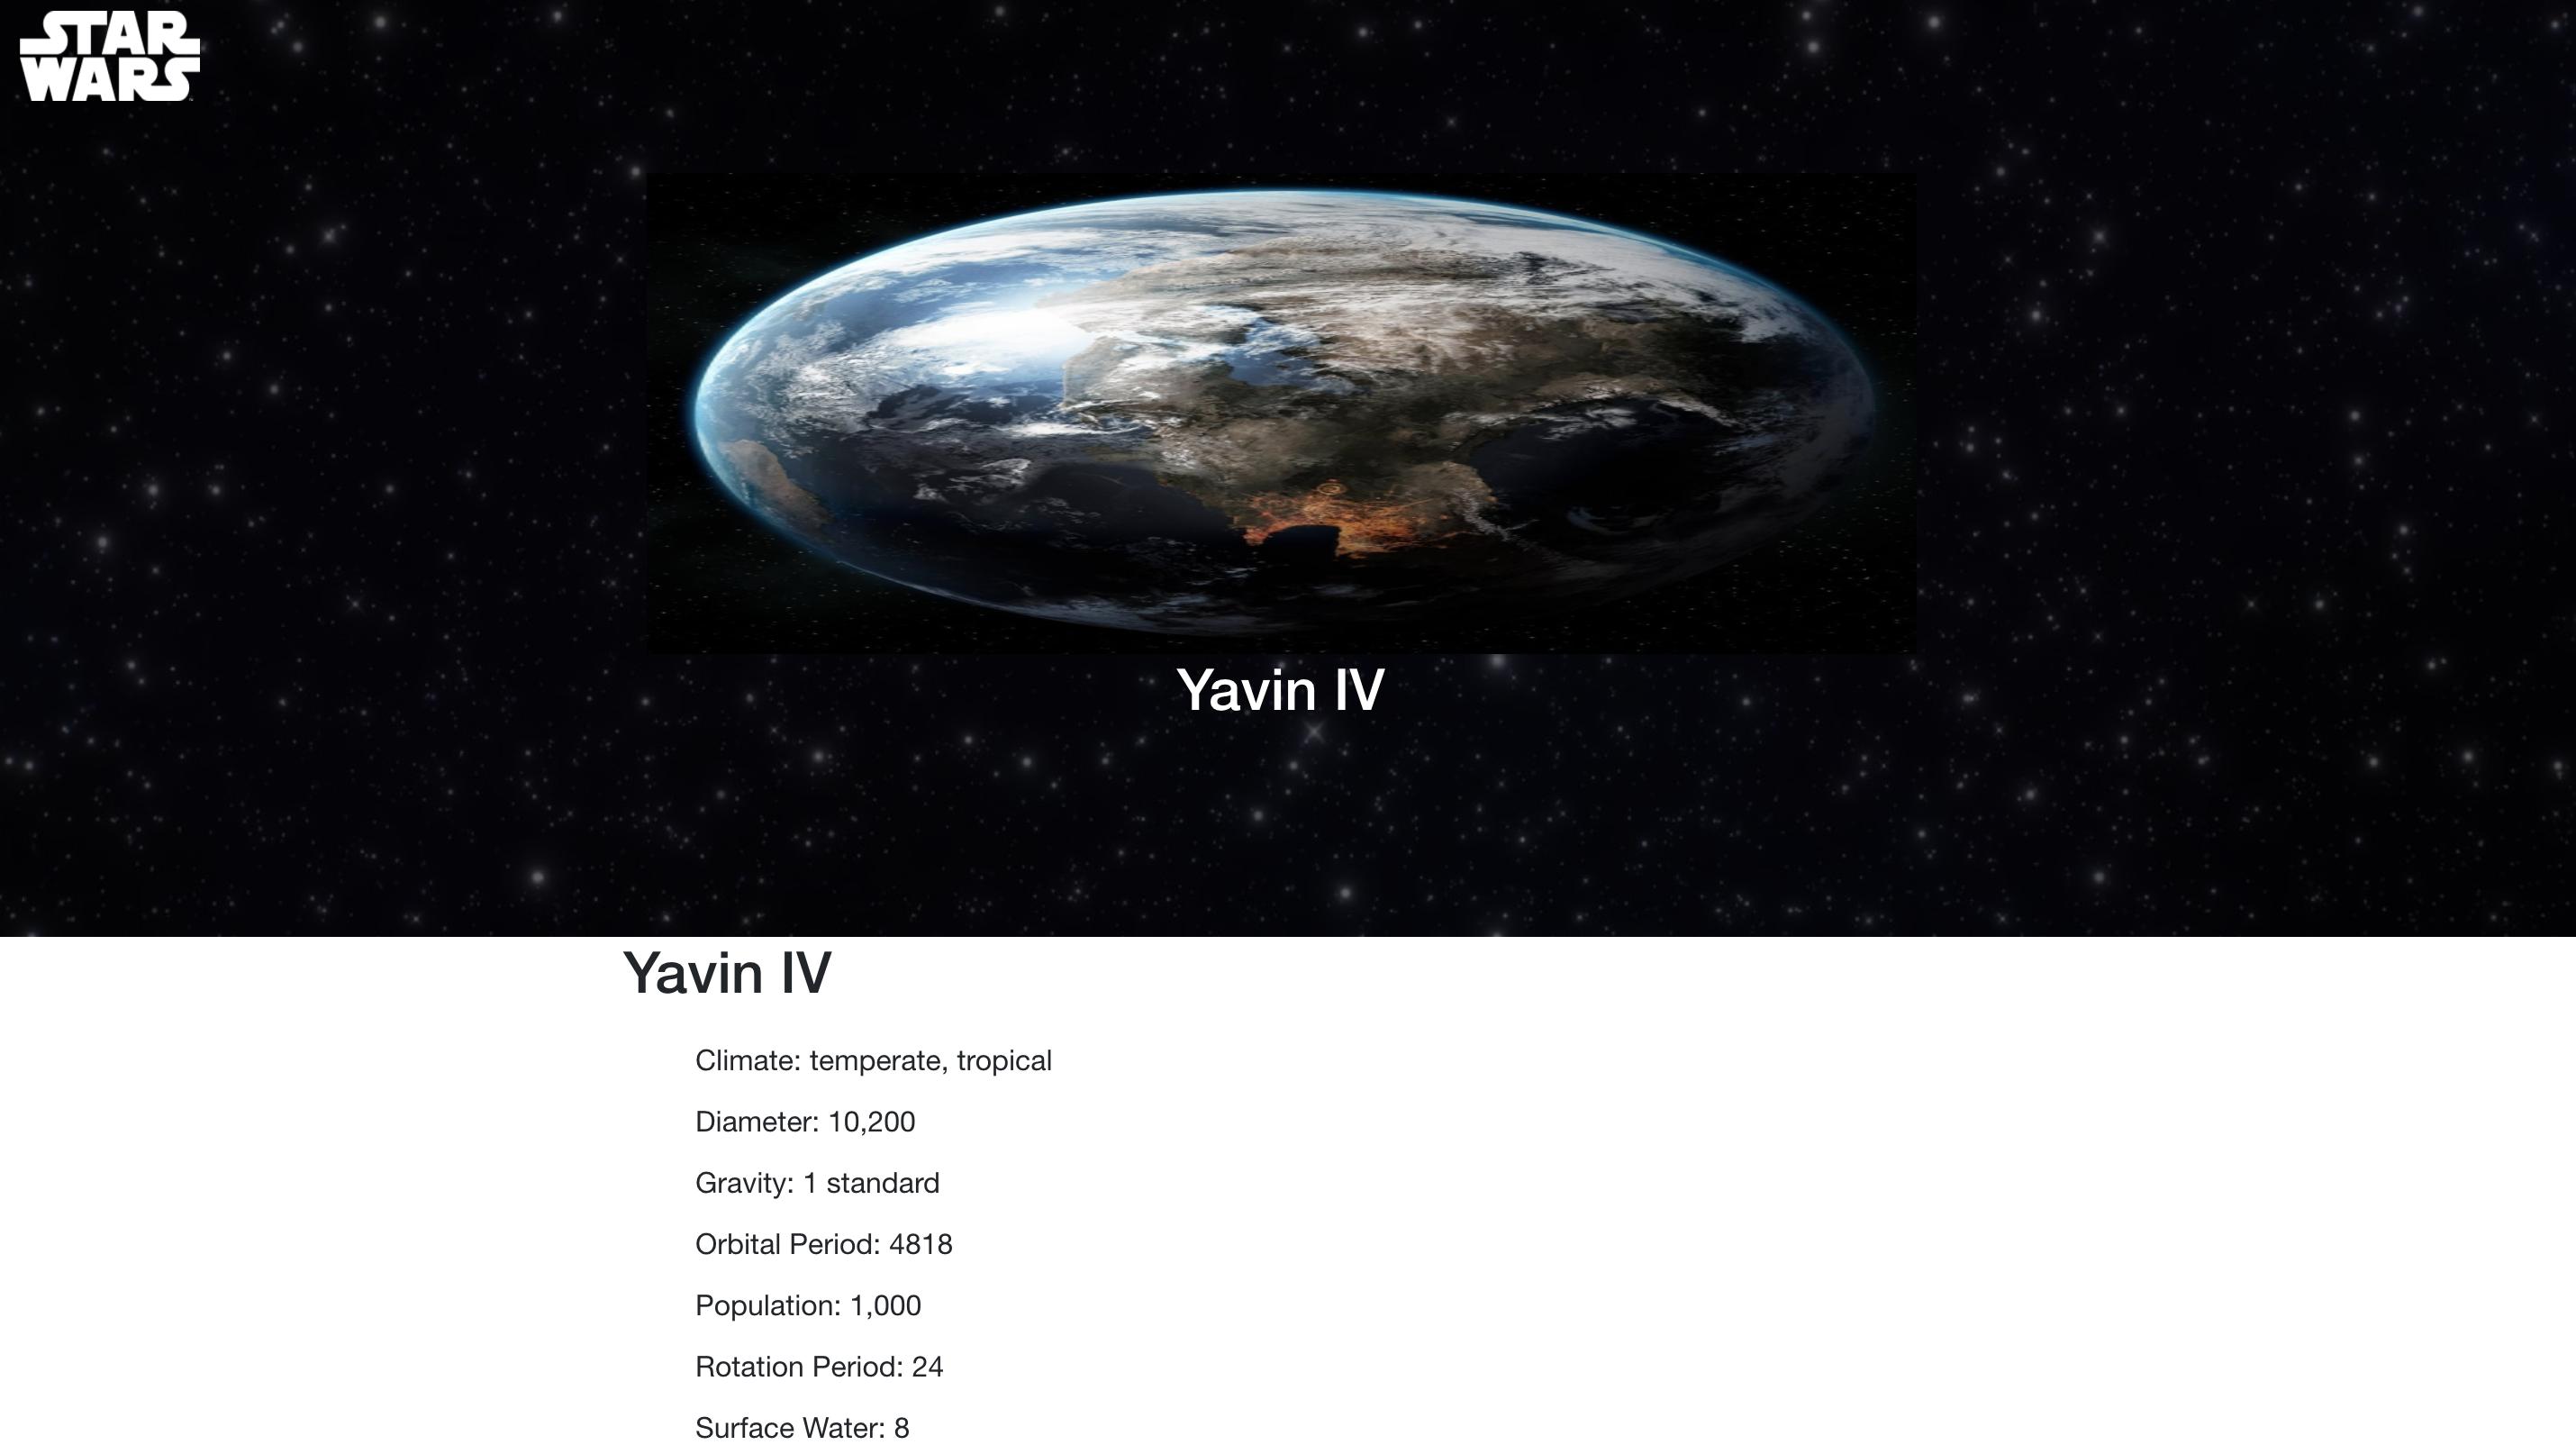 STAR
WARS
Yavin IV
Yavin IV
Climate: temperate, tropical
Diameter: 10,200
Gravity: 1 standard
Orbital Period: 4818
Population: 1,000
Rotation Period: 24
Surface Water: 8